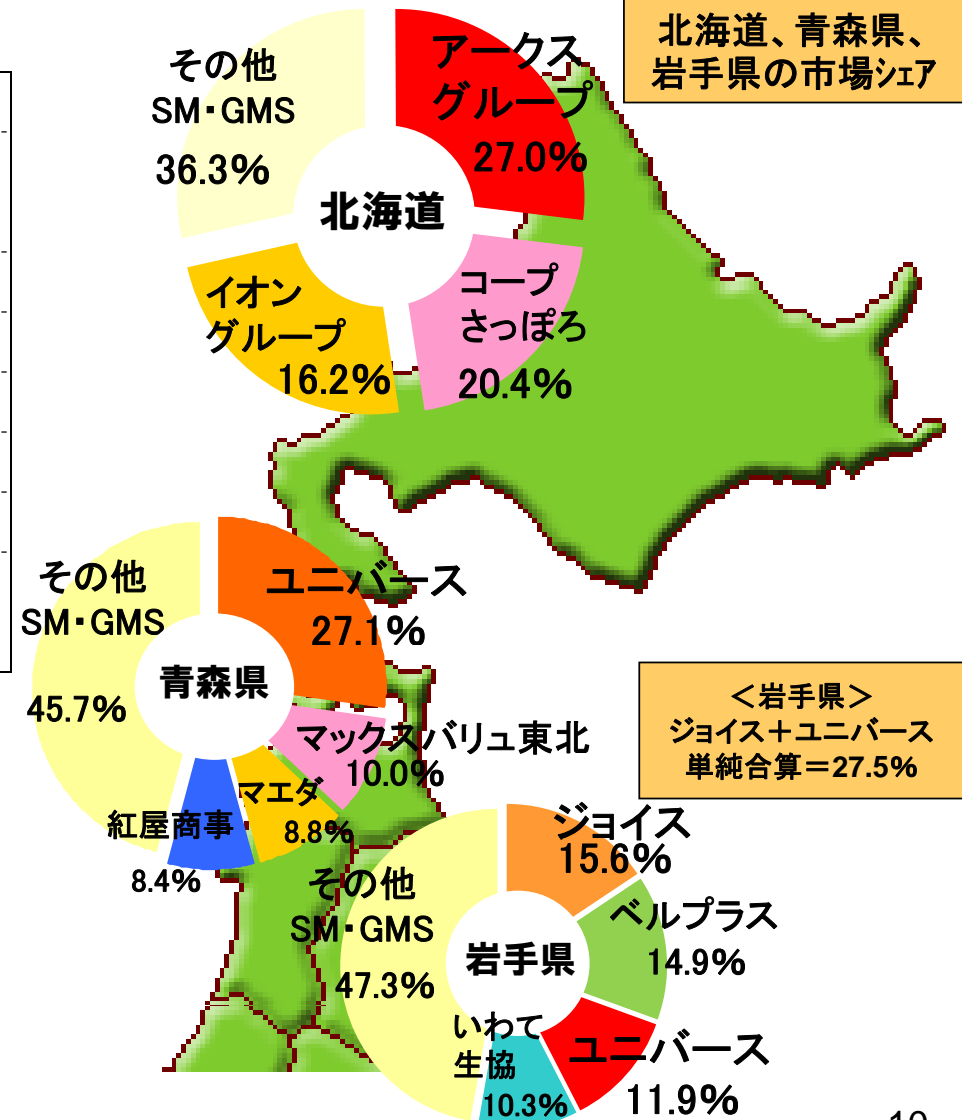 北海道、青森県、
岩手県の市場ｼｪｱ
アークス
グループ
27.0%
その他
SM・GMS
36.3%
北海道
コープ
さっぽろ
20.4%
イオン
グループ
16.2%
ユニバース
27.1%
その他
SM・GMS
45.7%
青森県
マックスバリュ東北
10.0%
マエダ
8.8%
紅屋商事
8.4%
＜岩手県＞
ジョイス＋ユニバース
単純合算＝27.5%
ジョイス
15.6%
ベルプラス
14.9%
その他
SM・GMS
47.3%
岩手県
いわて
生協
10.3%
ユニバース
11.9%